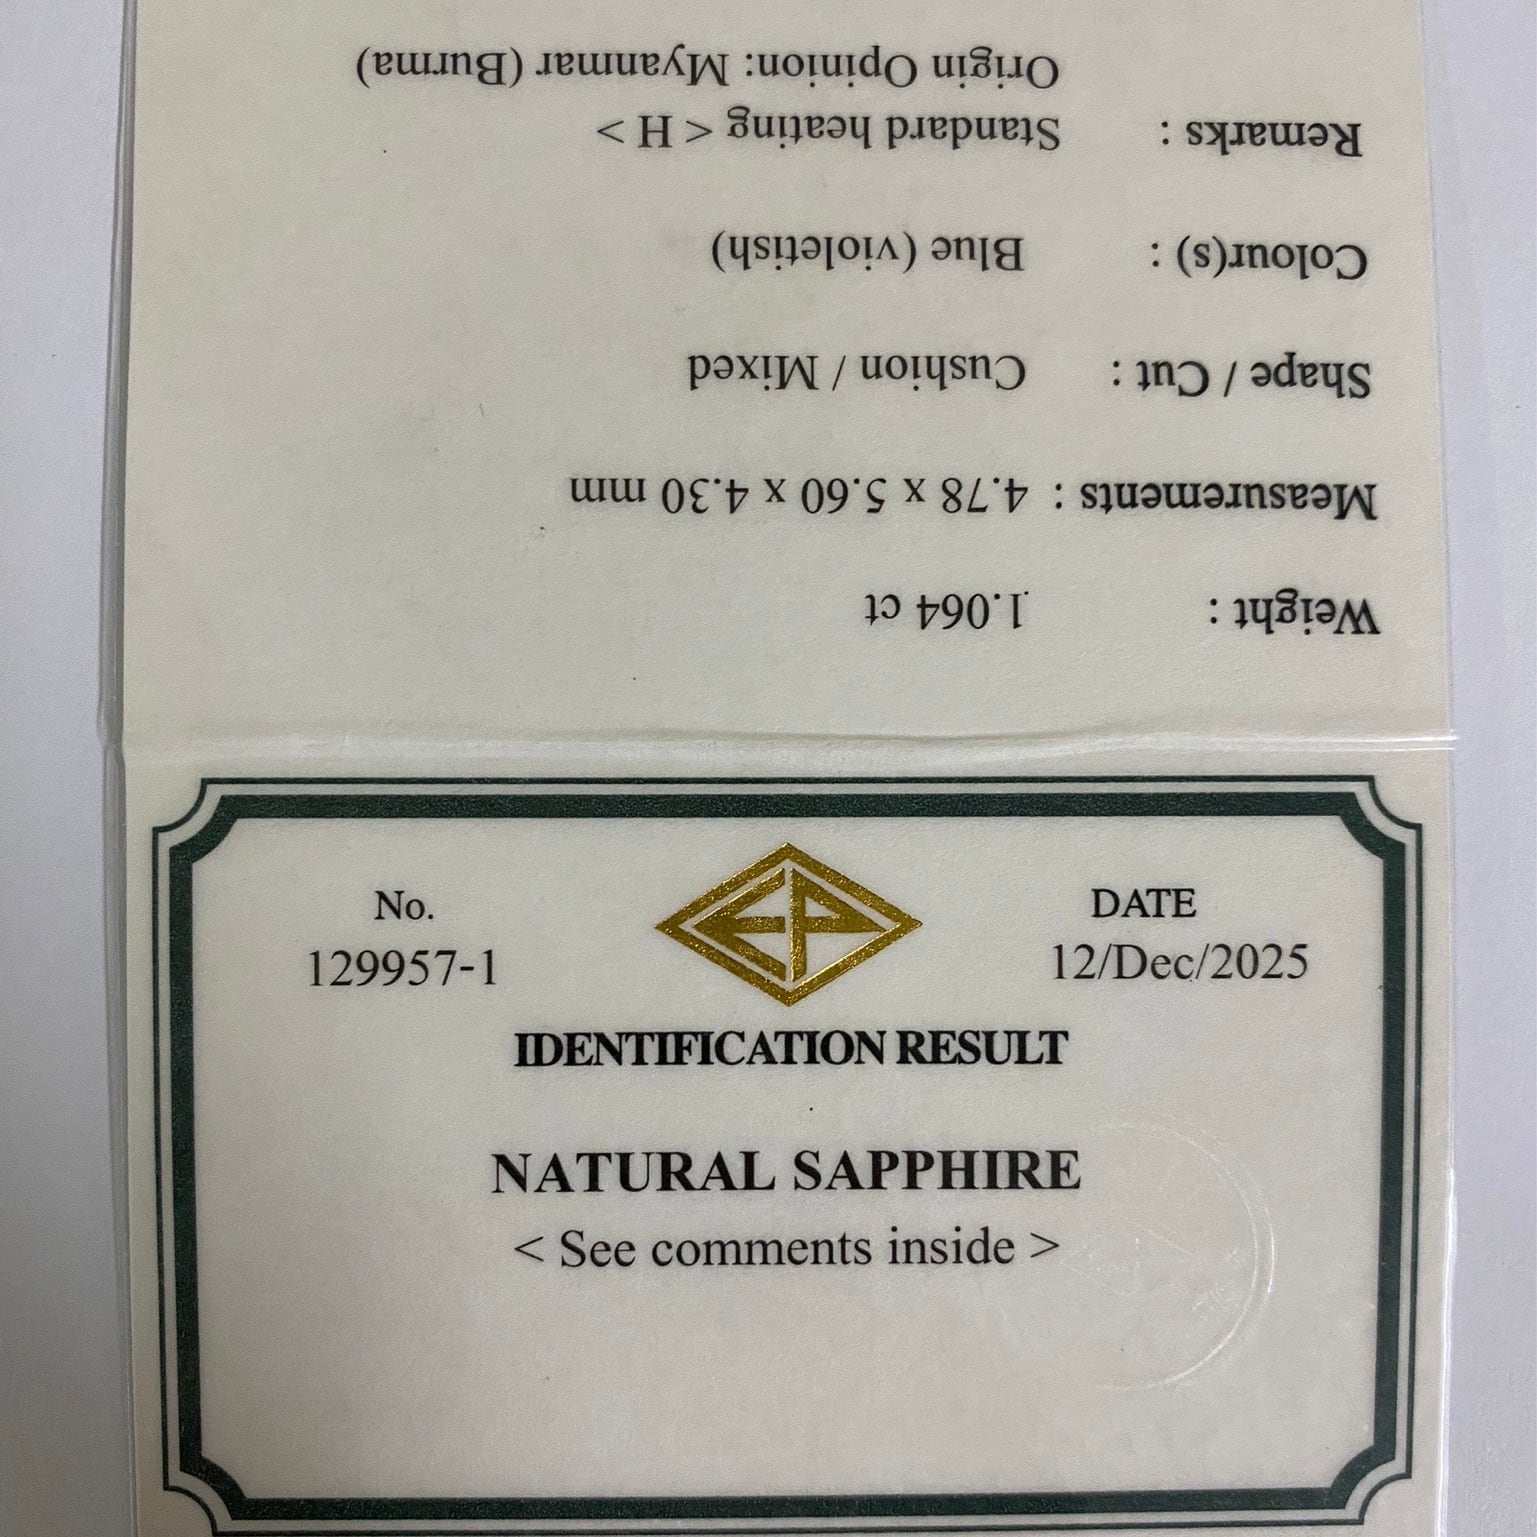 No.
129957-1
EP
DATE
12/Dec/2025
IDENTIFICATION RESULT
NATURAL SAPPHIRE
< See comments inside >
Weight : 1.064 ct
Measurements : 4.78 x 5.60 x 4.30 mm
Shape / Cut : Cushion / Mixed
Colour(s) : Blue (violetish)
Remarks : Standard heating < H >
Origin Opinion: Myanmar (Burma)